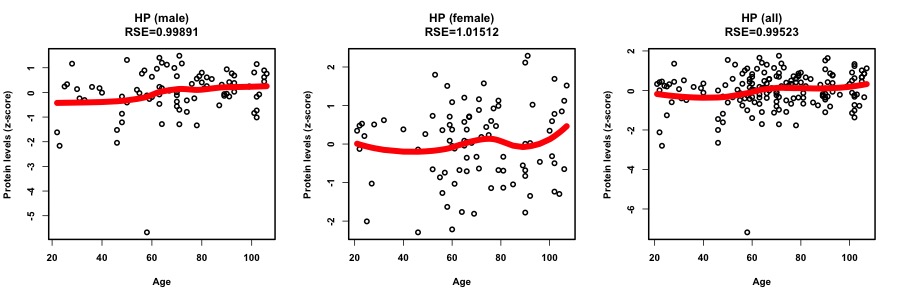 HP (male)
RSE=0.99891
1
0
-1
-2
-3
-4
-5
20 40 60 80 100
Protein levels (z-score)
Age
HP (female)
RSE=1.01512
2
1
0
-1
-2
20 40 60 80 100
Protein levels (z-score)
Age
HP (all)
RSE=0.99523
2
0
-2
-4
-6
20 40 60 80 100
Protein levels (z-score)
Age